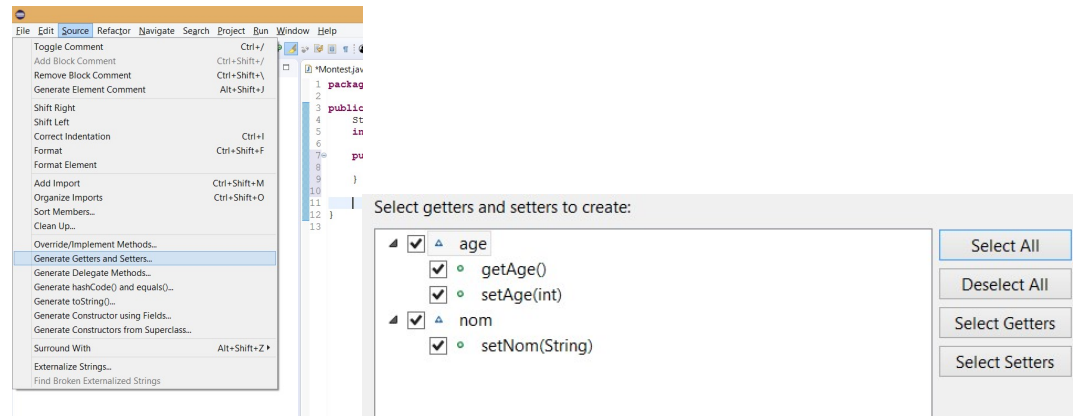 File Edit Source Refactor Navigate Search Project Run Window Help
Toggle Comment Ctrl+/
Add Block Comment Ctrl+Shift+/
Remove Block Comment Ctrl+Shift+\
Generate Element Comment Alt+Shift+J
Shift Right
Shift Left
Correct Indentation Ctrl+I
Format Ctrl+Shift+F
Format Element
Add Import Ctrl+Shift+M
Organize Imports Ctrl+Shift+O
Sort Members...
Clean Up...
Override/Implement Methods...
Generate Getters and Setters...
Generate Delegate Methods...
Generate hashCode() and equals()...
Generate toString()...
Generate Constructor using Fields...
Generate Constructors from Superclass...
Surround With Alt+Shift+Z
Externalize Strings...
Find Broken Externalized Strings
*Montest.jav
1 packag
2
3 public
4 St
5 in
6
7 pu
8
9 }
10
11
12 }
13
Select getters and setters to create:
age
getAge()
setAge(int)
nom
setNom(String)
Select All
Deselect All
Select Getters
Select Setters